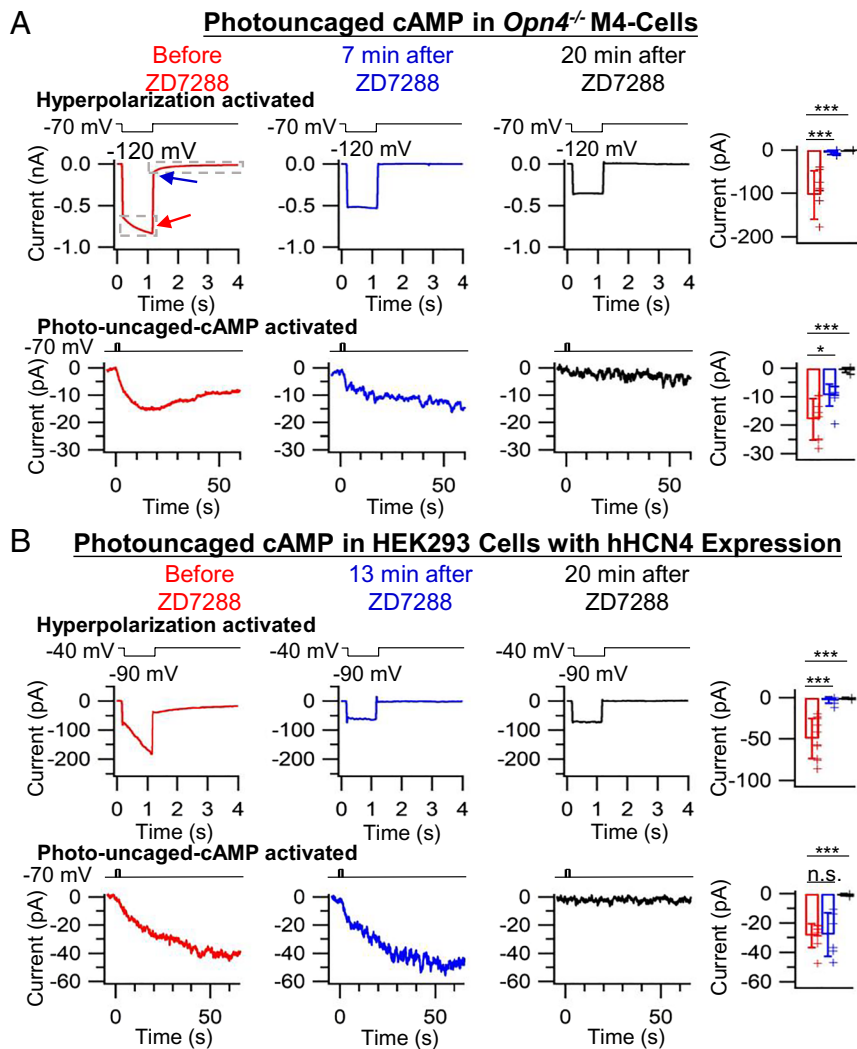 A
Photouncaged cAMP in Opn4-/- M4-Cells
Before
ZD7288
7 min after
ZD7288
20 min after
ZD7288
Hyperpolarization activated
-70 mV
-120 mV
-70 mV
-120 mV
-70 mV
-120 mV
Current (nA)
0.0
-0.5
-1.0
0 1 2 3 4
Time (s)
0.0
-0.5
-1.0
0 1 2 3 4
Time (s)
0.0
-0.5
-1.0
0 1 2 3 4
Time (s)
***
***
Current (pA)
0
-100
-200
Photo-uncaged-cAMP activated
-70 mV
Current (pA)
0
-10
-20
-30
0 50
Time (s)
0
-10
-20
-30
0 50
Time (s)
0
-10
-20
-30
0 50
Time (s)
***
*
Current (pA)
0
-10
-20
-30
B
Photouncaged cAMP in HEK293 Cells with hHCN4 Expression
Before
ZD7288
13 min after
ZD7288
20 min after
ZD7288
Hyperpolarization activated
-40 mV
-90 mV
-40 mV
-90 mV
-40 mV
-90 mV
Current (pA)
0
-100
-200
0 1 2 3 4
Time (s)
0
-100
-200
0 1 2 3 4
Time (s)
0
-100
-200
0 1 2 3 4
Time (s)
***
***
Current (pA)
0
-50
-100
Photo-uncaged-cAMP activated
-70 mV
Current (pA)
0
-20
-40
-60
0 50
Time (s)
0
-20
-40
-60
0 50
Time (s)
0
-20
-40
-60
0 50
Time (s)
***
n.s.
Current (pA)
0
-20
-40
-60